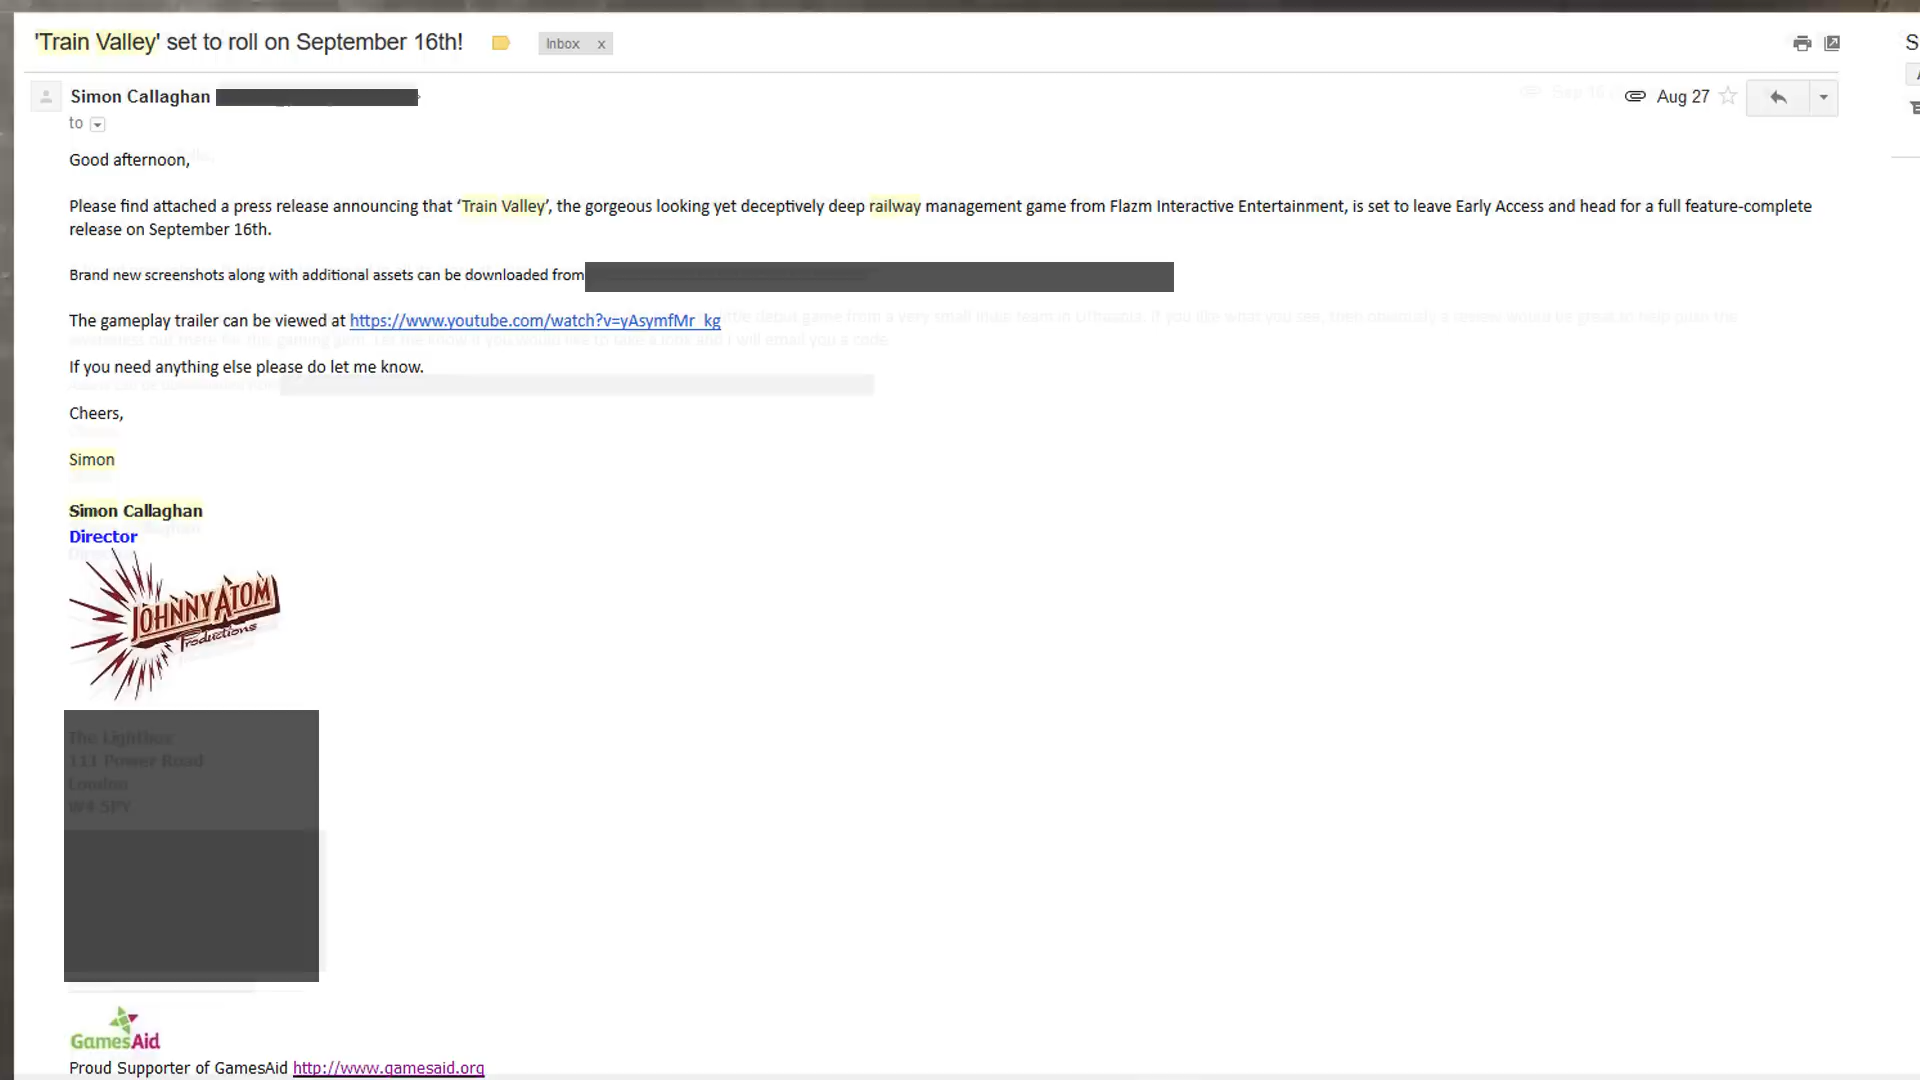 'Train Valley' set to roll on September 16th!
Inbox x
S
Simon Callaghan
Aug 27
to
Good afternoon,
Please find attached a press release announcing that ‘Train Valley’, the gorgeous looking yet deceptively deep railway management game from Flazm Interactive Entertainment, is set to leave Early Access and head for a full feature-complete
release on September 16th.
Brand new screenshots along with additional assets can be downloaded from
The gameplay trailer can be viewed at https://www.youtube.com/watch?v=yAsymfMr_kg
If you need anything else please do let me know.
Cheers,
Simon
Simon Callaghan
Director
JOHNNY ATOM
Productions
GamesAid
Proud Supporter of GamesAid http://www.gamesaid.org